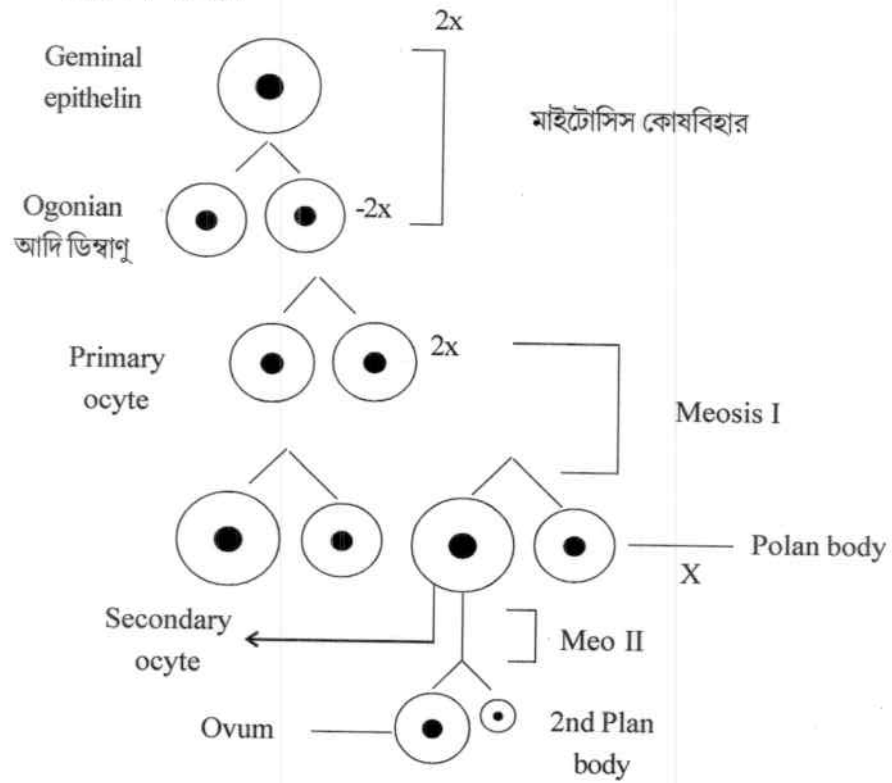 2x
Geminal
epithelin
মাইটোসিস কোষবিহার
Ogonian
-2x
আদি ডিম্বাণু
Primary
ocyte
2x
Meosis I
Polan body
X
Secondary
ocyte
Meo II
Ovum
2nd Plan
body